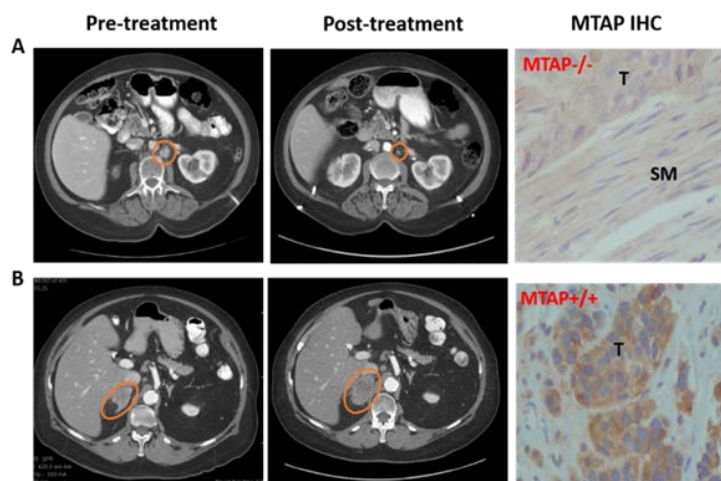 Pre-treatment Post-treatment MTAP IHC
A
MTAP-/-
T
SM
B
MTAP+/+
T